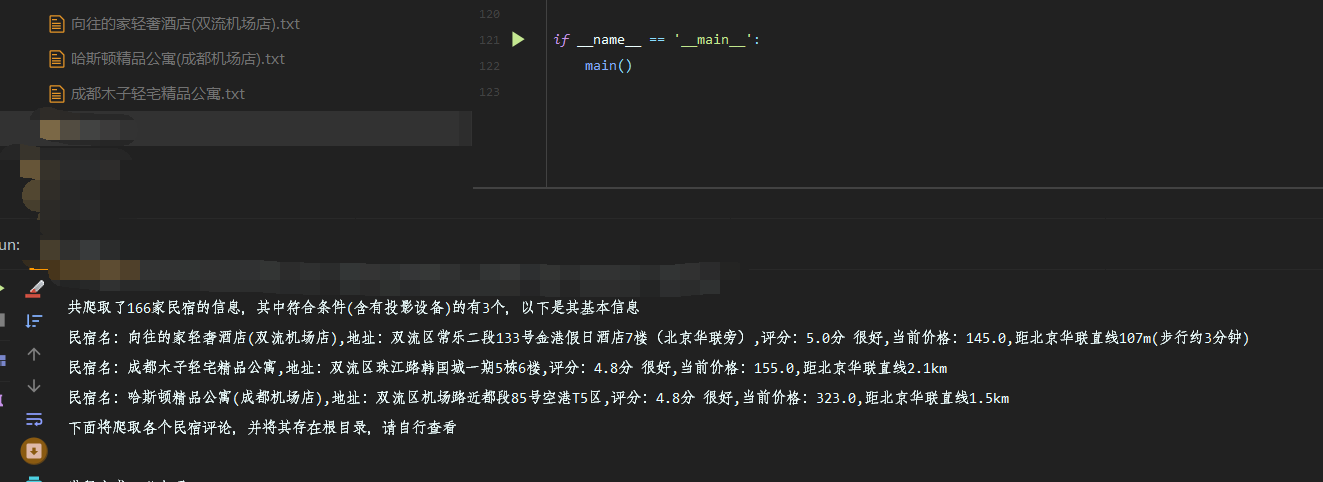 向往的家轻奢酒店(双流机场店).txt
哈斯顿精品公寓(成都机场店).txt
成都木子轻宅精品公寓.txt
120
121 if __name__ == '__main__':
122 main()
123
un:
共爬取了166家民宿的信息，其中符合条件(含有投影设备)的有3个，以下是其基本信息
民宿名：向往的家轻奢酒店(双流机场店),地址：双流区常乐二段133号金港假日酒店7楼（北京华联旁）,评分：5.0分 很好,当前价格：145.0,距北京华联直线107m(步行约3分钟)
民宿名：成都木子轻宅精品公寓,地址：双流区珠江路韩国城一期5栋6楼,评分：4.8分 很好,当前价格：155.0,距北京华联直线2.1km
民宿名：哈斯顿精品公寓(成都机场店),地址：双流区机场路近都段85号空港T5区,评分：4.8分 很好,当前价格：323.0,距北京华联直线1.5km
下面将爬取各个民宿评论，并将其存在根目录，请自行查看